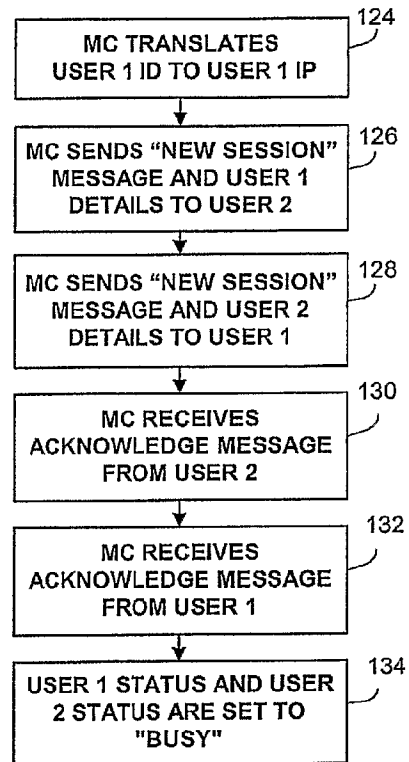 124
MC TRANSLATES
USER 1 ID TO USER 1 IP
126
MC SENDS “NEW SESSION”
MESSAGE AND USER 1
DETAILS TO USER 2
128
MC SENDS “NEW SESSION”
MESSAGE AND USER 2
DETAILS TO USER 1
130
MC RECEIVES
ACKNOWLEDGE MESSAGE
FROM USER 2
132
MC RECEIVES
ACKNOWLEDGE MESSAGE
FROM USER 1
134
USER 1 STATUS AND USER
2 STATUS ARE SET TO
"BUSY"